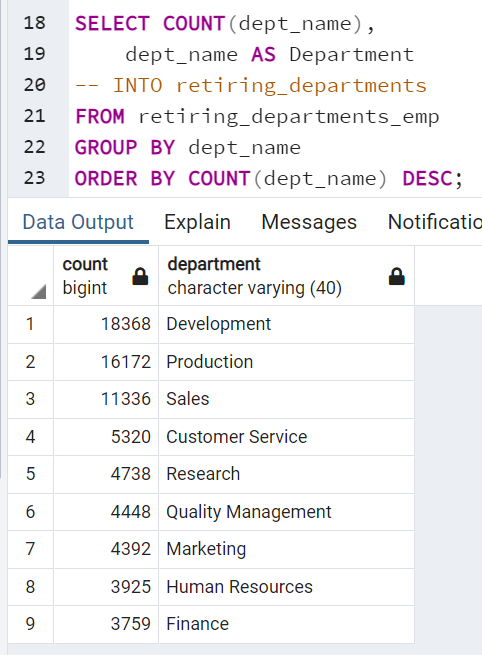 18 SELECT COUNT(dept_name),
19 dept_name AS Department
20 -- INTO retiring_departments
21 FROM retiring_departments_emp
22 GROUP BY dept_name
23 ORDER BY COUNT(dept_name) DESC;
Data Output Explain Messages Notificatio
count department
bigint character varying (40)
1 18368 Development
2 16172 Production
3 11336 Sales
4 5320 Customer Service
5 4738 Research
6 4448 Quality Management
7 4392 Marketing
8 3925 Human Resources
9 3759 Finance